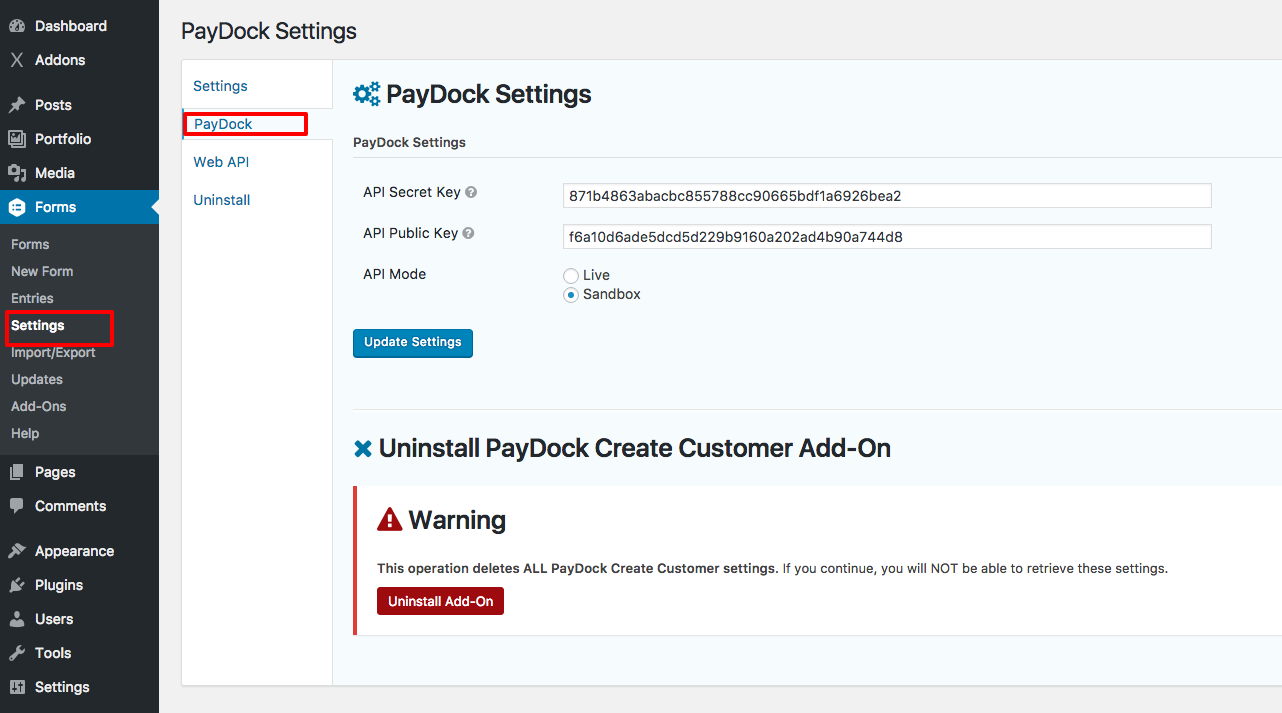 Dashboard
Addons
Posts
Portfolio
Media
Forms
Forms
New Form
Entries
Settings
Import/Export
Updates
Add-Ons
Help
Pages
Comments
Appearance
Plugins
Users
Tools
Settings
PayDock Settings
Settings
PayDock
Web API
Uninstall
PayDock Settings
PayDock Settings
API Secret Key
871b4863abacbc855788cc90665bdf1a6926bea2
API Public Key
f6a10d6ade5dcd5d229b9160a202ad4b90a744d8
API Mode
Live
Sandbox
Update Settings
Uninstall PayDock Create Customer Add-On
Warning
This operation deletes ALL PayDock Create Customer settings. If you continue, you will NOT be able to retrieve these settings.
Uninstall Add-On